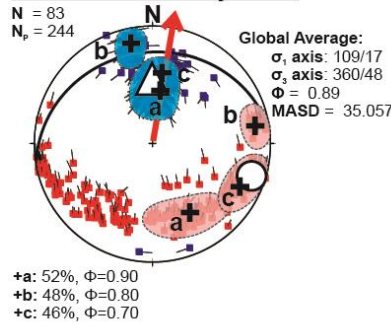 N = 83
Nₚ = 244
N
Global Average:
σ₁ axis: 109/17
σ₃ axis: 360/48
Φ = 0.89
MASD = 35.057
b
c
a
b
c
a
+a: 52%, Φ=0.90
+b: 48%, Φ=0.80
+c: 46%, Φ=0.70